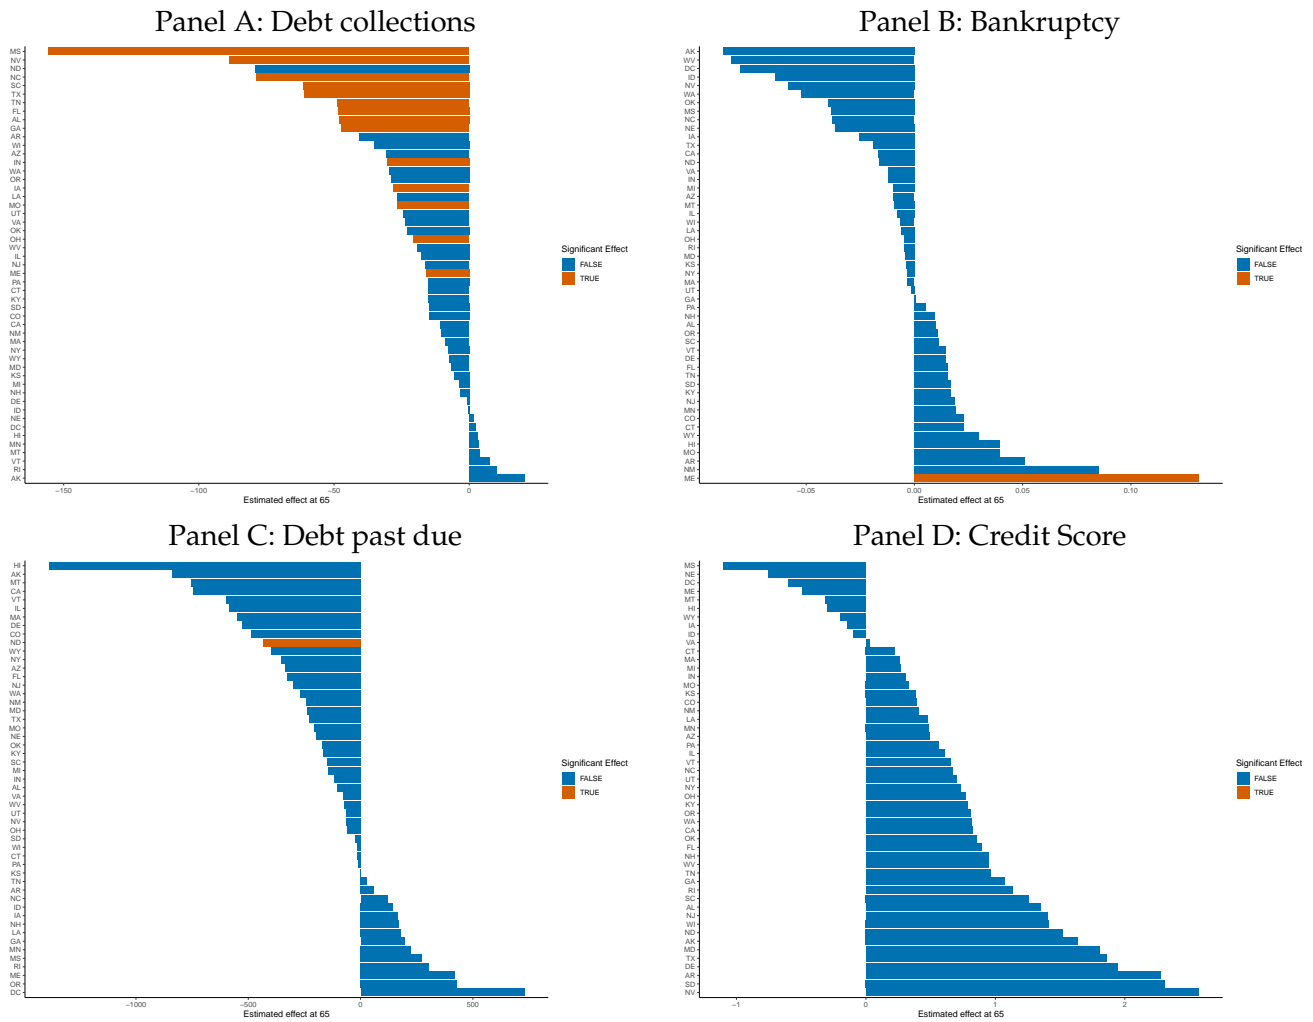 Panel A: Debt collections
MS
NV
ND
NC
SC
TX
TN
FL
AL
GA
AR
WI
AZ
IN
WA
OR
IA
LA
MO
UT
VA
OK
OH
WV
IL
NJ
ME
PA
CT
KY
SD
CO
CA
NM
MA
NY
WY
MD
KS
MI
NH
DE
ID
NE
DC
HI
MN
MT
VT
RI
AK
−150
−100
−50
0
Estimated effect at 65
Significant Effect
FALSE
TRUE
Panel B: Bankruptcy
AK
WV
DC
ID
NV
WA
OK
MS
NC
NE
IA
TX
CA
ND
VA
IN
MI
AZ
MT
IL
WI
LA
OH
RI
MD
KS
NY
MA
UT
GA
PA
NH
AL
OR
SC
VT
DE
FL
TN
SD
KY
NJ
MN
CO
CT
WY
HI
MO
AR
NM
ME
−0.05
0.00
0.05
0.10
Estimated effect at 65
Significant Effect
FALSE
TRUE
Panel C: Debt past due
HI
AK
MT
CA
VT
IL
MA
DE
CO
ND
WY
NY
AZ
FL
NJ
WA
NM
MD
TX
MO
NE
OK
KY
SC
MI
IN
AL
VA
WV
UT
NV
OH
SD
WI
CT
PA
KS
TN
AR
NC
ID
IA
NH
LA
GA
MN
MS
RI
ME
OR
DC
−1000
−500
0
500
Estimated effect at 65
Significant Effect
FALSE
TRUE
Panel D: Credit Score
MS
NE
DC
ME
MT
HI
WY
IA
ID
VA
CT
MA
MI
IN
MO
KS
CO
NM
LA
MN
AZ
PA
IL
VT
NC
UT
NY
OH
KY
OR
WA
CA
OK
FL
NH
WV
TN
GA
RI
SC
AL
NJ
WI
ND
AK
MD
TX
DE
AR
SD
NV
−1
0
1
2
Estimated effect at 65
Significant Effect
FALSE
TRUE